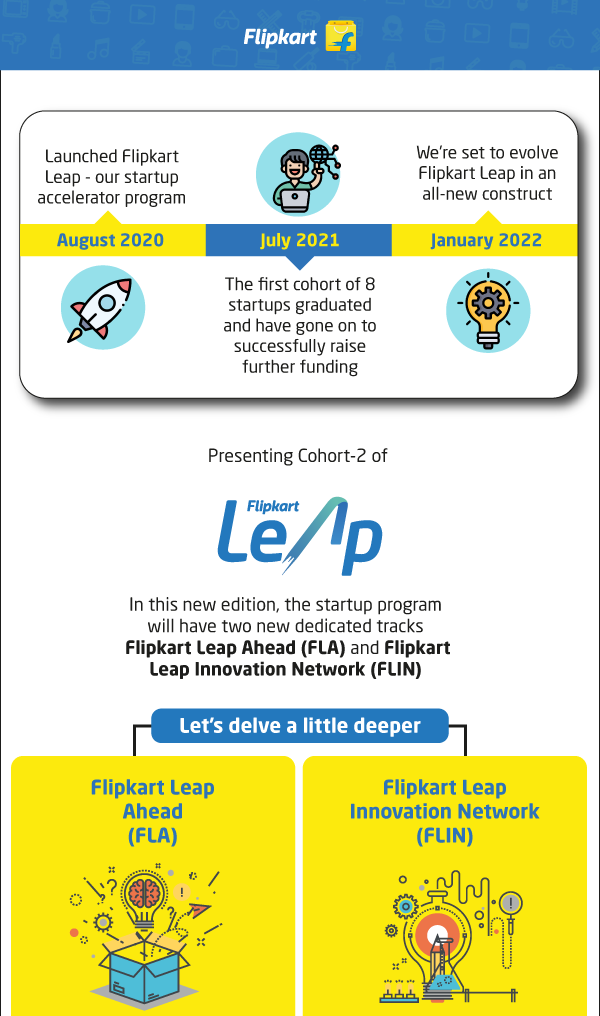 Flipkart
Launched Flipkart
Leap - our startup
accelerator program
We're set to evolve
Flipkart Leap in an
all-new construct
August 2020
July 2021
January 2022
The first cohort of 8
startups graduated
and have gone on to
successfully raise
further funding
Presenting Cohort-2 of
Flipkart
Leap
In this new edition, the startup program
will have two new dedicated tracks
Flipkart Leap Ahead (FLA) and Flipkart
Leap Innovation Network (FLIN)
Let's delve a little deeper
Flipkart Leap
Ahead
(FLA)
Flipkart Leap
Innovation Network
(FLIN)